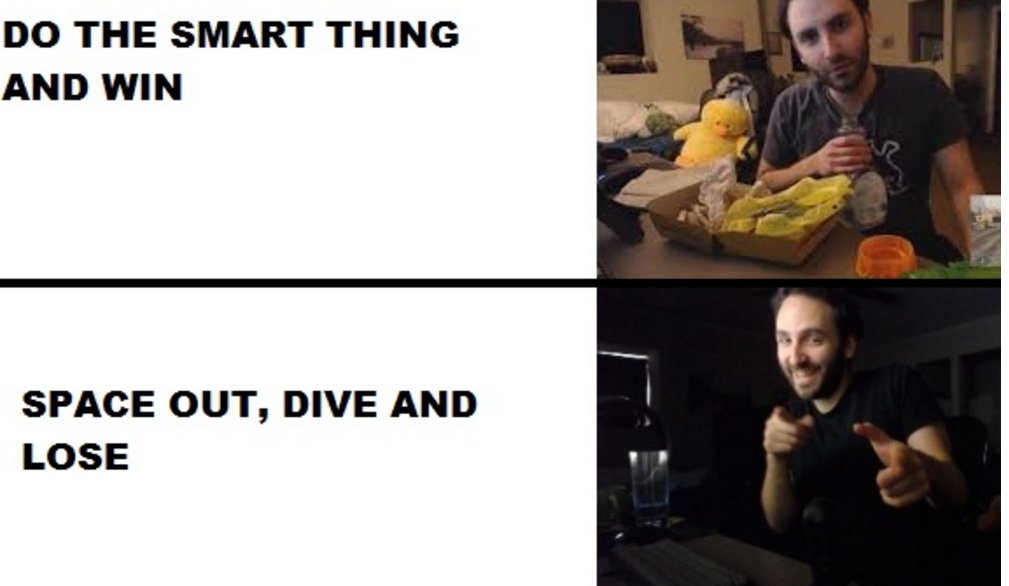 DO THE SMART THING
AND WIN
SPACE OUT, DIVE AND
LOSE